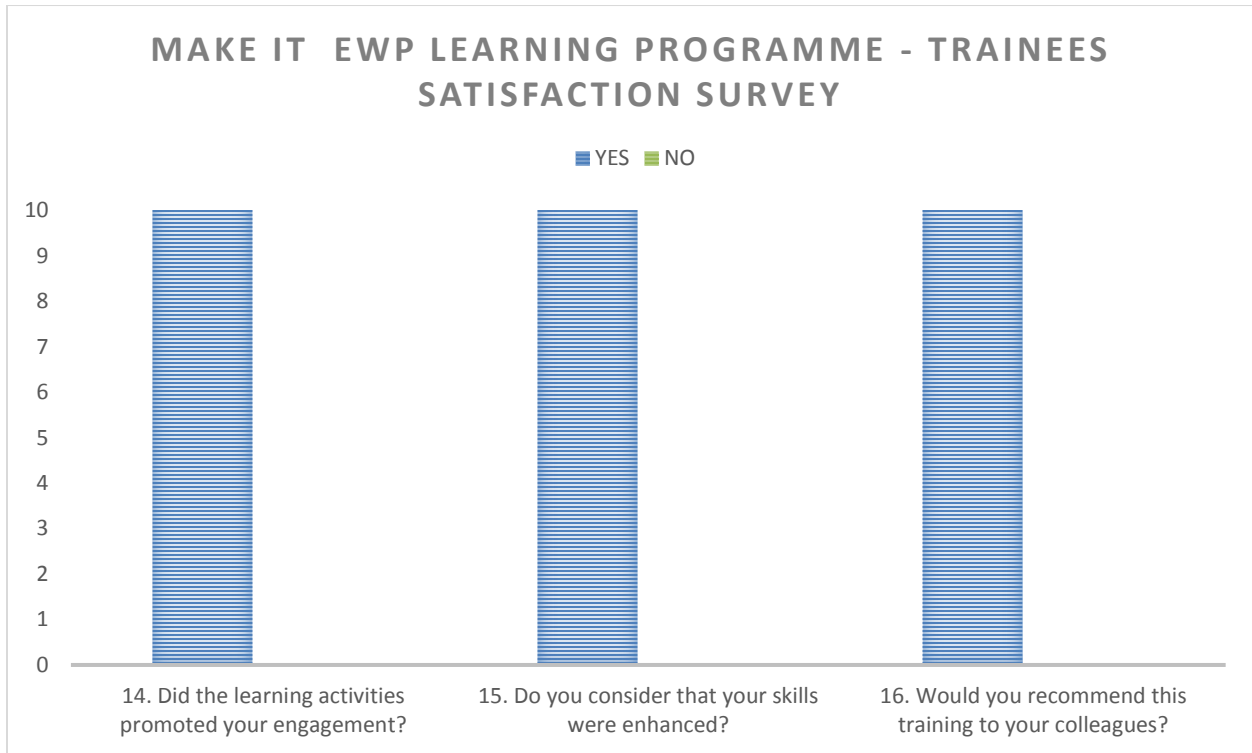 MAKE IT EWP LEARNING PROGRAMME - TRAINEES
SATISFACTION SURVEY
YES NO
10
9
8
7
6
5
4
3
2
1
0
14. Did the learning activities
promoted your engagement?
15. Do you consider that your skills
were enhanced?
16. Would you recommend this
training to your colleagues?